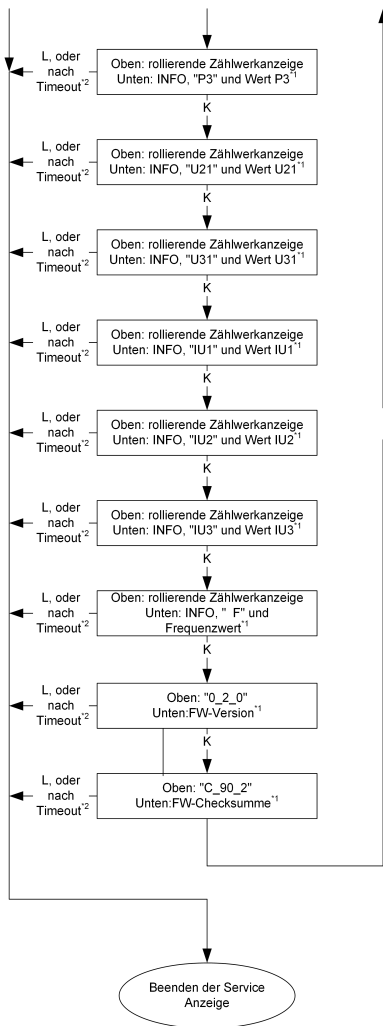 L, oder
nach
Timeout*2
Oben: rollierende Zählwerkanzeige
Unten: INFO, "P3" und Wert P3*1
K
L, oder
nach
Timeout*2
Oben: rollierende Zählwerkanzeige
Unten: INFO, "U21" und Wert U21*1
K
L, oder
nach
Timeout*2
Oben: rollierende Zählwerkanzeige
Unten: INFO, "U31" und Wert U31*1
K
L, oder
nach
Timeout*2
Oben: rollierende Zählwerkanzeige
Unten: INFO, "IU1" und Wert IU1*1
K
L, oder
nach
Timeout*2
Oben: rollierende Zählwerkanzeige
Unten: INFO, "IU2" und Wert IU2*1
K
L, oder
nach
Timeout*2
Oben: rollierende Zählwerkanzeige
Unten: INFO, "IU3" und Wert IU3*1
K
L, oder
nach
Timeout*2
Oben: rollierende Zählwerkanzeige
Unten: INFO, " F" und
Frequenzwert*1
K
L, oder
nach
Timeout*2
Oben: "0_2_0"
Unten:FW-Version*1
K
L, oder
nach
Timeout*2
Oben: "C_90_2"
Unten:FW-Checksumme*1
Beenden der Service
Anzeige